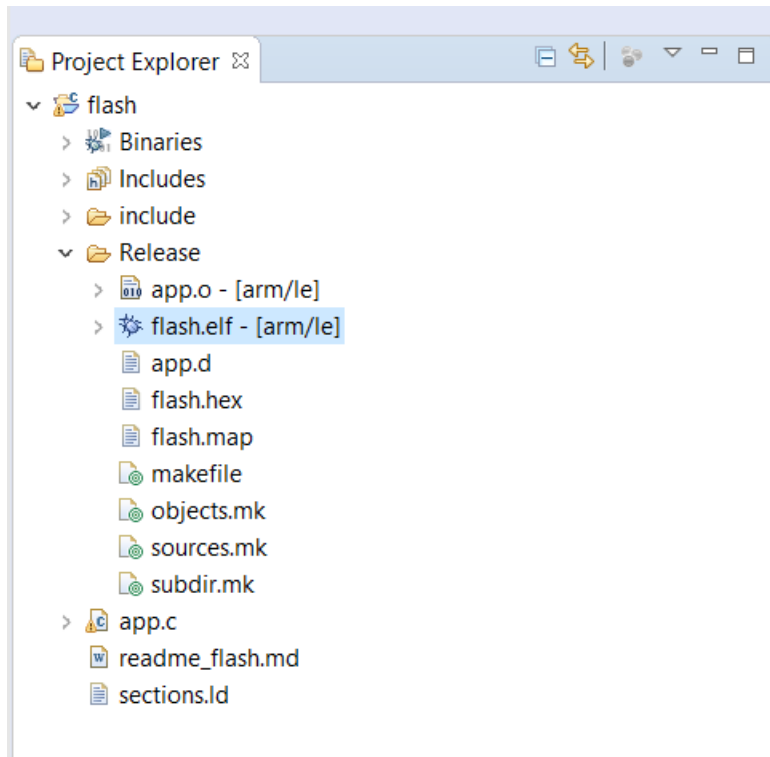 Project Explorer
flash
Binaries
Includes
include
Release
app.o - [arm/le]
flash.elf - [arm/le]
app.d
flash.hex
flash.map
makefile
objects.mk
sources.mk
subdir.mk
app.c
readme_flash.md
sections.ld